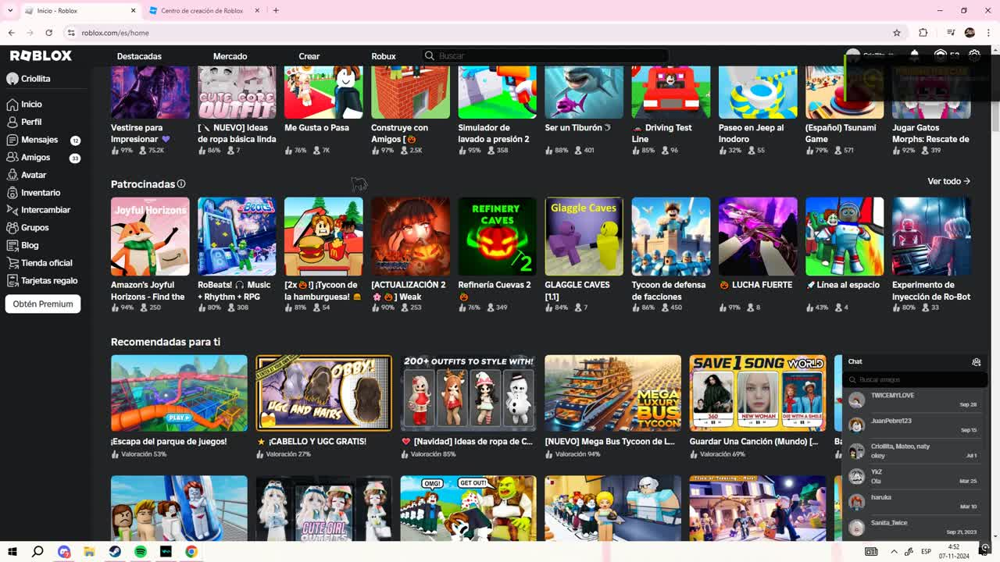 Inicio - Roblox
Centro de creación de Roblox
roblox.com/es/home
ROBLOX
Destacadas
Mercado
Crear
Robux
Buscar
53
Criollita
Inicio
Perfil
Mensajes 12
Amigos 33
Avatar
Inventario
Intercambiar
Grupos
Blog
Tienda oficial
Tarjetas regalo
Obtén Premium
CUTE CORE
OUTFIT
Vestirse para
Impresionar
91% 75.2K
[ NUEVO] Ideas
de ropa básica linda
86% 7
Me Gusta o Pasa
76% 7K
Construye con
Amigos [
97% 2.5K
Simulador de
lavado a presión 2
95% 358
Ser un Tiburón
88% 401
Driving Test
Line
85% 96
Paseo en Jeep al
Inodoro
32% 55
(Español) Tsunami
Game
79% 571
Jugar Gatos
Morphs: Rescate de
92% 319
Patrocinadas
Ver todo →
Joyful Horizons
Beats!
REFINERY
CAVES
2
Glaggle Caves
Amazon's Joyful
Horizons - Find the
94% 250
RoBeats! 🎧 Music
+ Rhythm + RPG
80% 308
[2x 🎃!] ¡Tycoon de
la hamburguesa! 🍔
81% 54
[ACTUALIZACIÓN 2
🌸 🎃 ] Weak
90% 253
Refinería Cuevas 2
🎃
76% 349
GLAGGLE CAVES
[1.1]
84% 7
Tycoon de defensa
de facciones
86% 450
🎃 LUCHA FUERTE
91% 8
🚀 Línea al espacio
43% 4
Experimento de
inyección de Ro-Bot
80% 33
Recomendadas para ti
PLAY
OBBY!
UGC AND HAIRS
200+ OUTFITS TO STYLE WITH!
MEGA
LUXURY
BUS
TYCOON
SAVE 1 SONG WORLD
360
NEW WOMAN
DIE WITH A SMILE
¡Escapa del parque de juegos!
Valoración 53%
⭐ ¡CABELLO Y UGC GRATIS!
Valoración 27%
❤ [Navidad] Ideas de ropa de C...
Valoración 85%
[NUEVO] Mega Bus Tycoon de L...
Valoración 94%
Guardar Una Canción (Mundo) [...
Valoración 69%
Ba
CUTE GIRL
OUTFITS
OMG!
GET OUT!
Chat
Buscar amigos
TWICEMYLOVE
Sep 28
JuanPebre123
Sep 15
Criollita, Mateo, naty
okey
Jul 1
YkZ
Ola
Mar 25
haruka
Mar 10
Sanita_Twice
Sep 21, 2023
ESP
4:52
07-11-2024